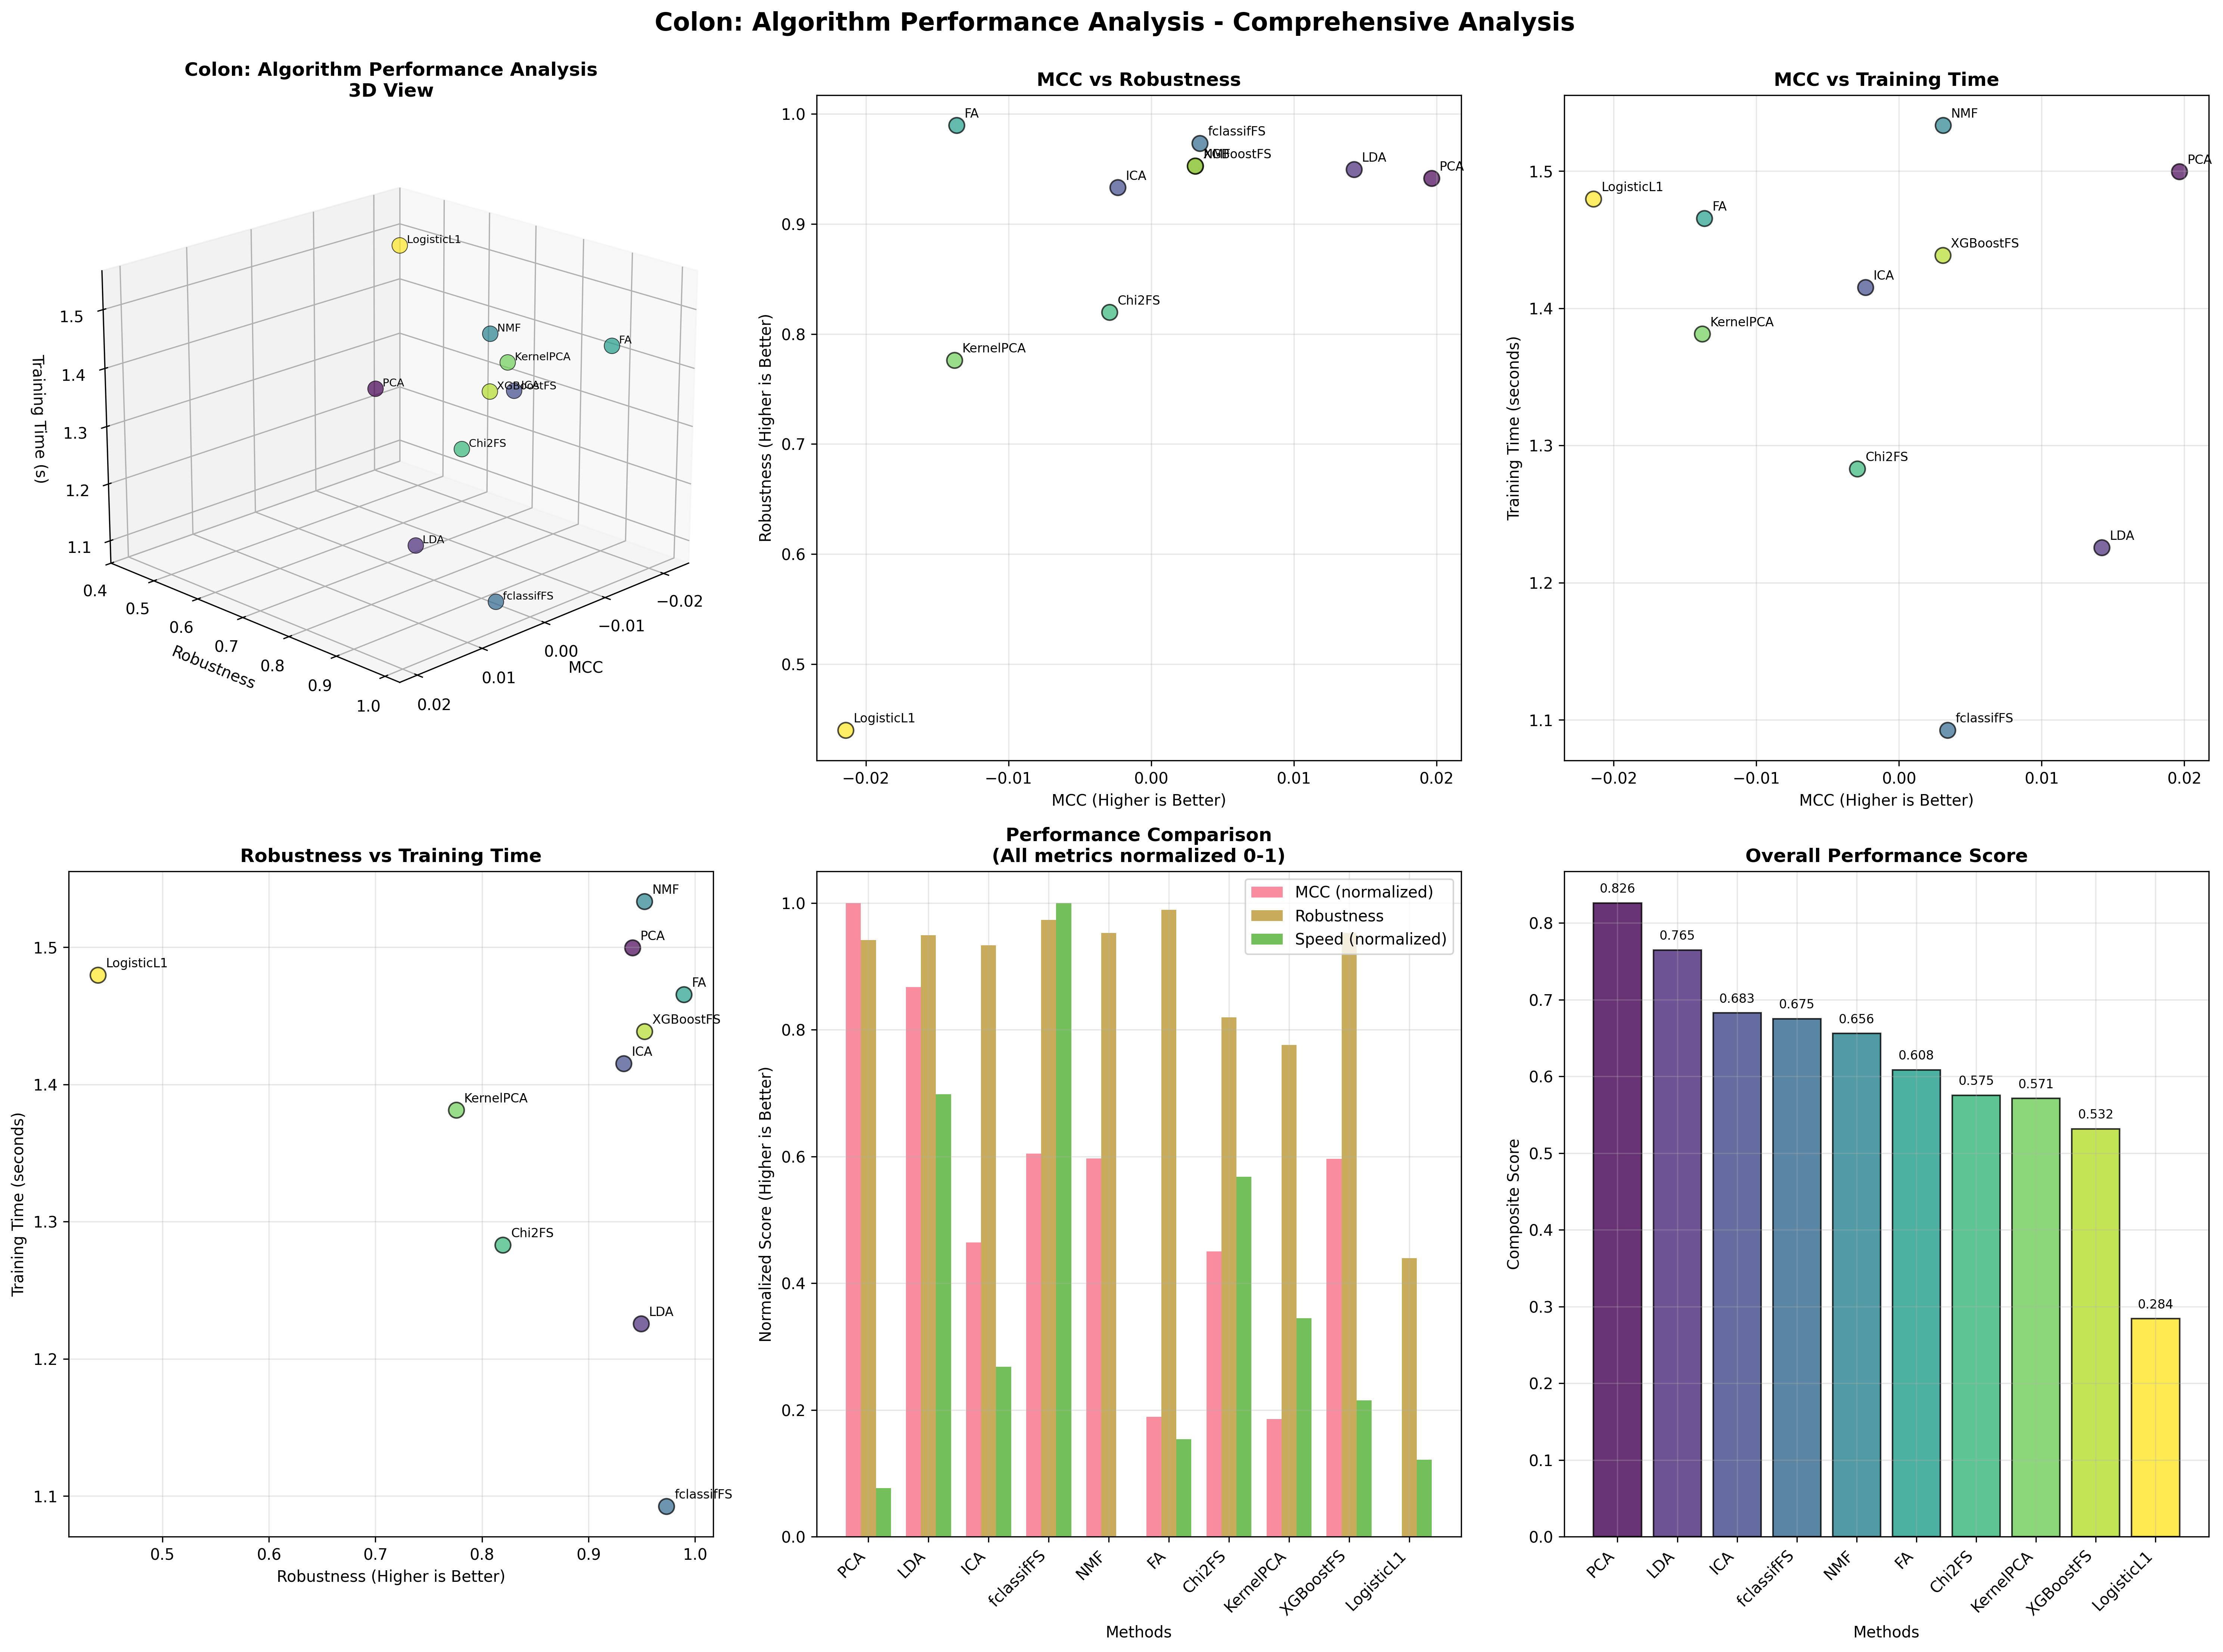 Colon: Algorithm Performance Analysis - Comprehensive Analysis
Colon: Algorithm Performance Analysis
3D View
LogisticL1
NMF
FA
KernelPCA
PCA
XGBoostFS
ICA
Chi2FS
LDA
fclassifFS
1.5
1.4
1.3
1.2
1.1
Training Time (s)
0.4
0.5
0.6
0.7
0.8
0.9
1.0
Robustness
−0.02
−0.01
0.00
0.01
0.02
MCC
MCC vs Robustness
FA
fclassifFS
XGBoostFS
NMF
LDA
PCA
ICA
Chi2FS
KernelPCA
LogisticL1
1.0
0.9
0.8
0.7
0.6
0.5
Robustness (Higher is Better)
−0.02
−0.01
0.00
0.01
0.02
MCC (Higher is Better)
MCC vs Training Time
NMF
PCA
LogisticL1
FA
XGBoostFS
ICA
KernelPCA
Chi2FS
LDA
fclassifFS
1.5
1.4
1.3
1.2
1.1
Training Time (seconds)
−0.02
−0.01
0.00
0.01
0.02
MCC (Higher is Better)
Robustness vs Training Time
NMF
PCA
LogisticL1
FA
XGBoostFS
ICA
KernelPCA
Chi2FS
LDA
fclassifFS
1.5
1.4
1.3
1.2
1.1
Training Time (seconds)
0.5
0.6
0.7
0.8
0.9
1.0
Robustness (Higher is Better)
Performance Comparison
(All metrics normalized 0-1)
MCC (normalized)
Robustness
Speed (normalized)
1.0
0.8
0.6
0.4
0.2
0.0
Normalized Score (Higher is Better)
PCA
LDA
ICA
fclassifFS
NMF
FA
Chi2FS
KernelPCA
XGBoostFS
LogisticL1
Methods
Overall Performance Score
0.826
0.765
0.683
0.675
0.656
0.608
0.575
0.571
0.532
0.284
0.8
0.7
0.6
0.5
0.4
0.3
0.2
0.1
0.0
Composite Score
PCA
LDA
ICA
fclassifFS
NMF
FA
Chi2FS
KernelPCA
XGBoostFS
LogisticL1
Methods